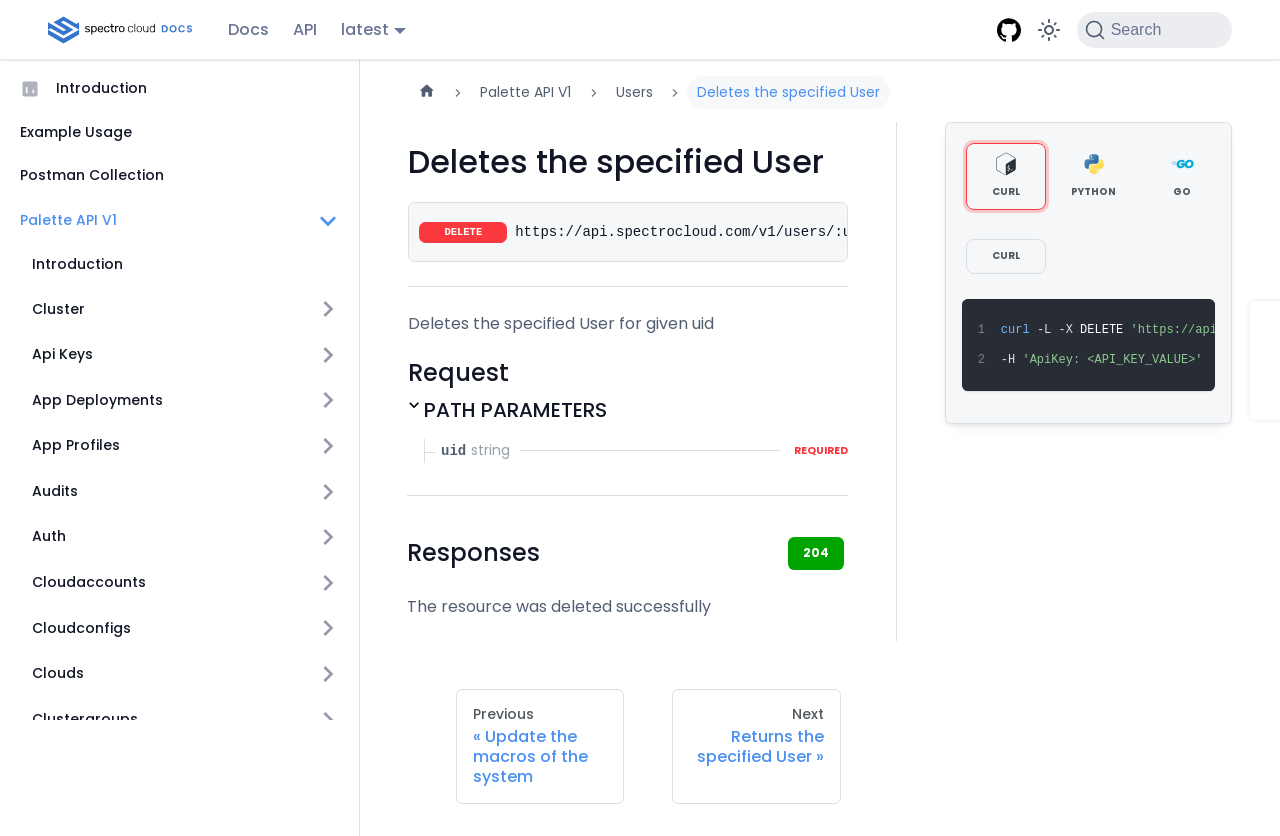 spectro cloud DOCS
Docs
API
latest
Search
Introduction
Example Usage
Postman Collection
Palette API V1
Introduction
Cluster
Api Keys
App Deployments
App Profiles
Audits
Auth
Cloudaccounts
Cloudconfigs
Clouds
Clustergroups
Palette API V1
Users
Deletes the specified User
Deletes the specified User
DELETE https://api.spectrocloud.com/v1/users/:u
Deletes the specified User for given uid
Request
PATH PARAMETERS
uid string REQUIRED
Responses
204
The resource was deleted successfully
CURL
PYTHON
GO
GO
CURL
1 curl -L -X DELETE 'https://api
2 -H 'ApiKey: <API_KEY_VALUE>'
Previous
« Update the
macros of the
system
Next
Returns the
specified User »